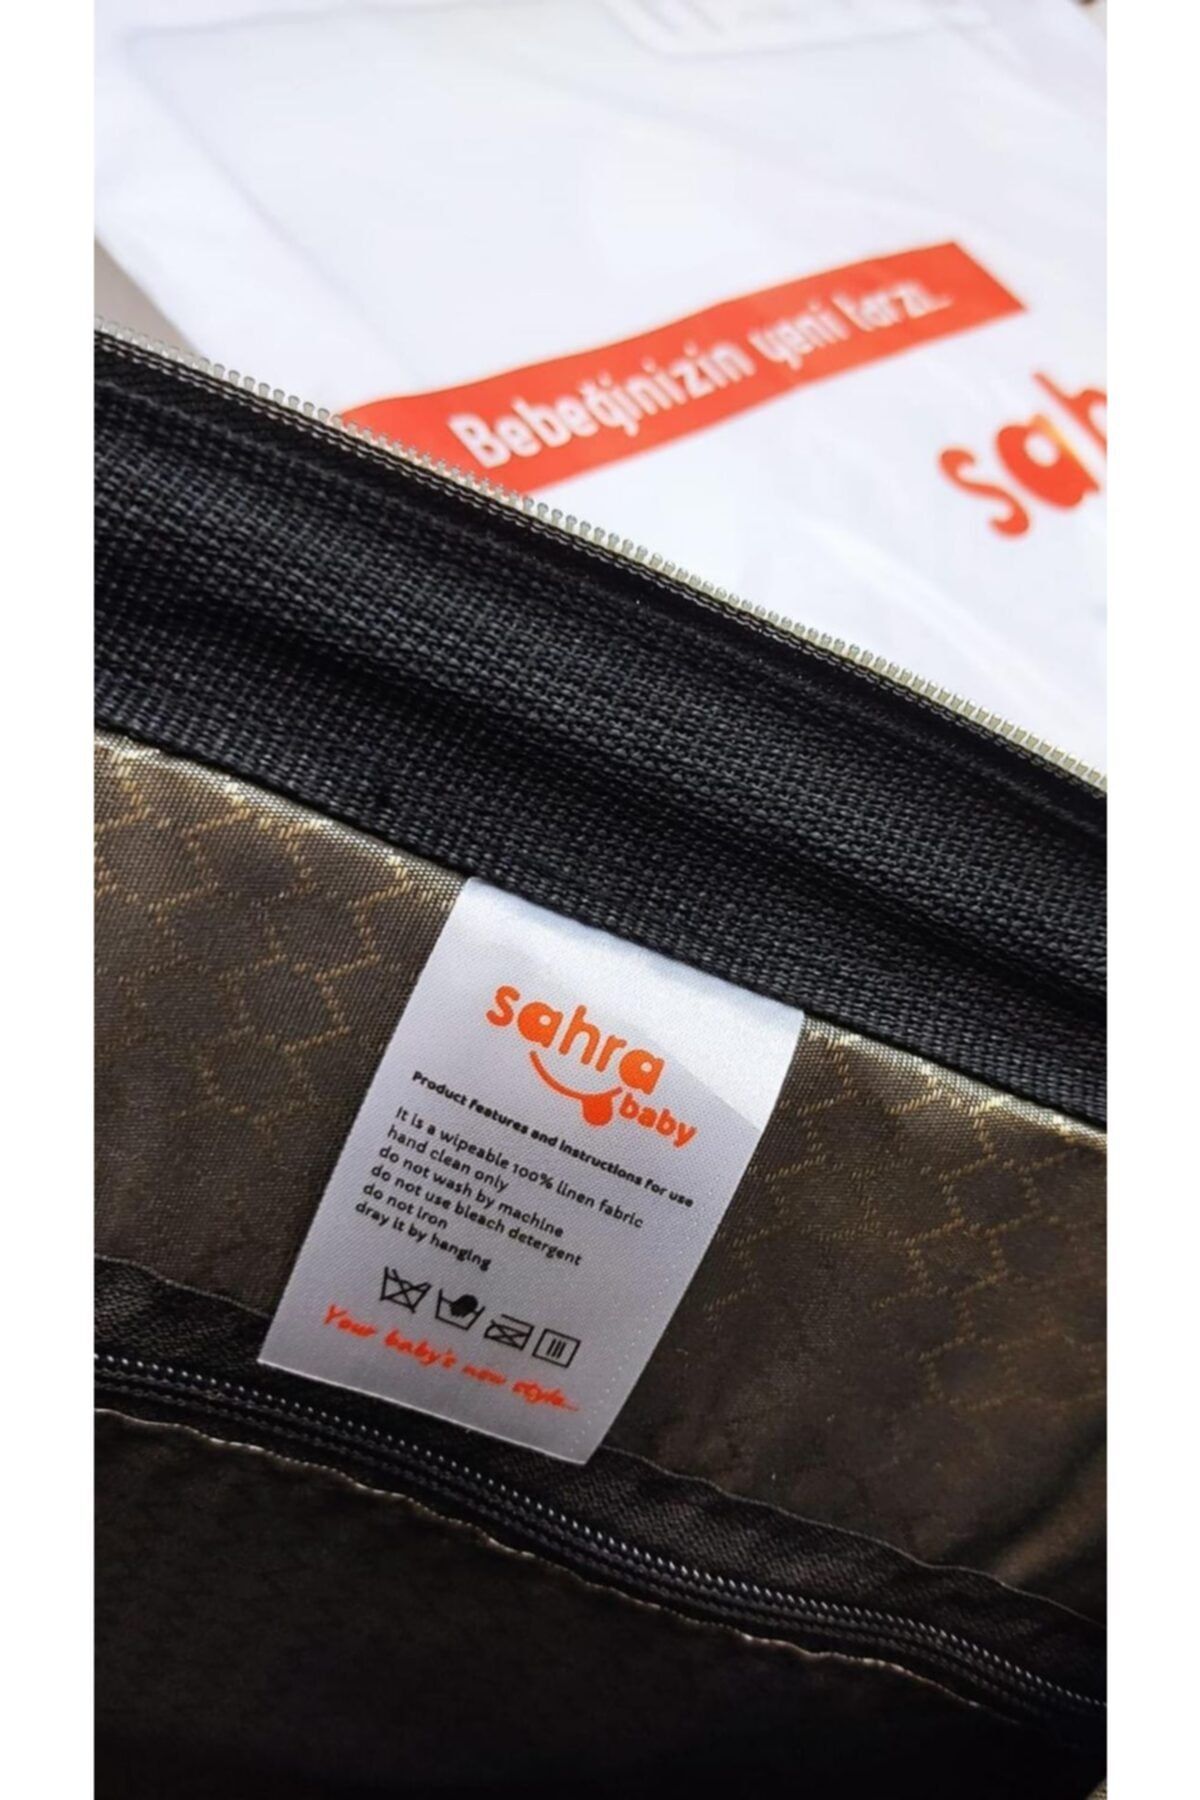 Bebeğinizin yeni tarzı...
sah
sahra
baby
Product features and instructions for use
It is a wipeable 100% linen fabric
hand clean only
do not wash by machine
do not use bleach detergent
do not iron
dray it by hanging
Your baby's new style...